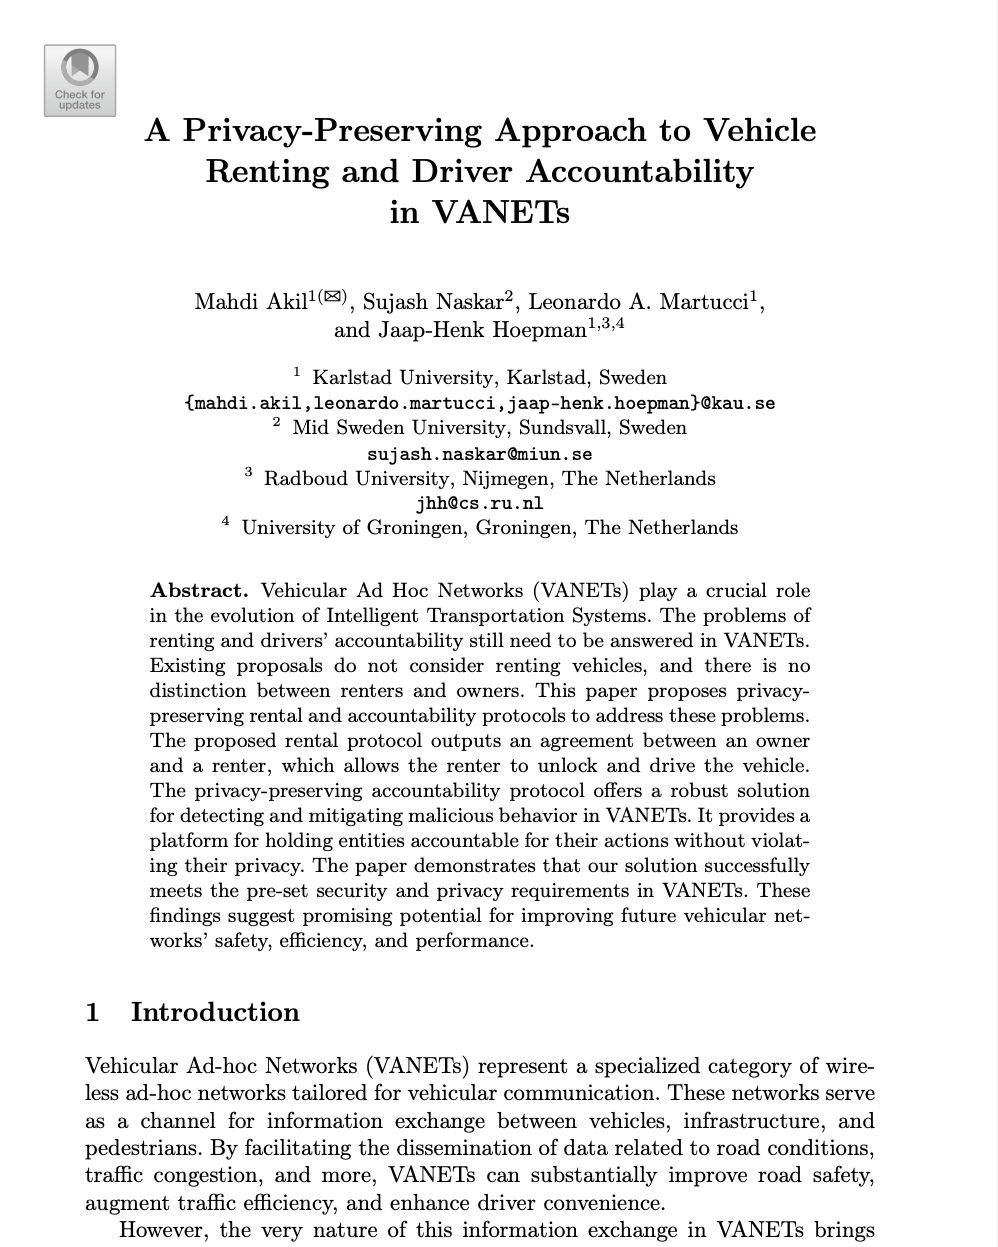 Check for
updates
A Privacy-Preserving Approach to Vehicle
Renting and Driver Accountability
in VANETs
Mahdi Akil1(✉), Sujash Naskar2, Leonardo A. Martucci1,
and Jaap-Henk Hoepman1,3,4
1 Karlstad University, Karlstad, Sweden
{mahdi.akil,leonardo.martucci,jaap-henk.hoepman}@kau.se
2 Mid Sweden University, Sundsvall, Sweden
sujash.naskar@miun.se
3 Radboud University, Nijmegen, The Netherlands
jhh@cs.ru.nl
4 University of Groningen, Groningen, The Netherlands
Abstract. Vehicular Ad Hoc Networks (VANETs) play a crucial role
in the evolution of Intelligent Transportation Systems. The problems of
renting and drivers' accountability still need to be answered in VANETs.
Existing proposals do not consider renting vehicles, and there is no
distinction between renters and owners. This paper proposes privacy-
preserving rental and accountability protocols to address these problems.
The proposed rental protocol outputs an agreement between an owner
and a renter, which allows the renter to unlock and drive the vehicle.
The privacy-preserving accountability protocol offers a robust solution
for detecting and mitigating malicious behavior in VANETs. It provides a
platform for holding entities accountable for their actions without violat-
ing their privacy. The paper demonstrates that our solution successfully
meets the pre-set security and privacy requirements in VANETs. These
findings suggest promising potential for improving future vehicular net-
works' safety, efficiency, and performance.
1 Introduction
Vehicular Ad-hoc Networks (VANETs) represent a specialized category of wire-
less ad-hoc networks tailored for vehicular communication. These networks serve
as a channel for information exchange between vehicles, infrastructure, and
pedestrians. By facilitating the dissemination of data related to road conditions,
traffic congestion, and more, VANETs can substantially improve road safety,
augment traffic efficiency, and enhance driver convenience.
However, the very nature of this information exchange in VANETs brings